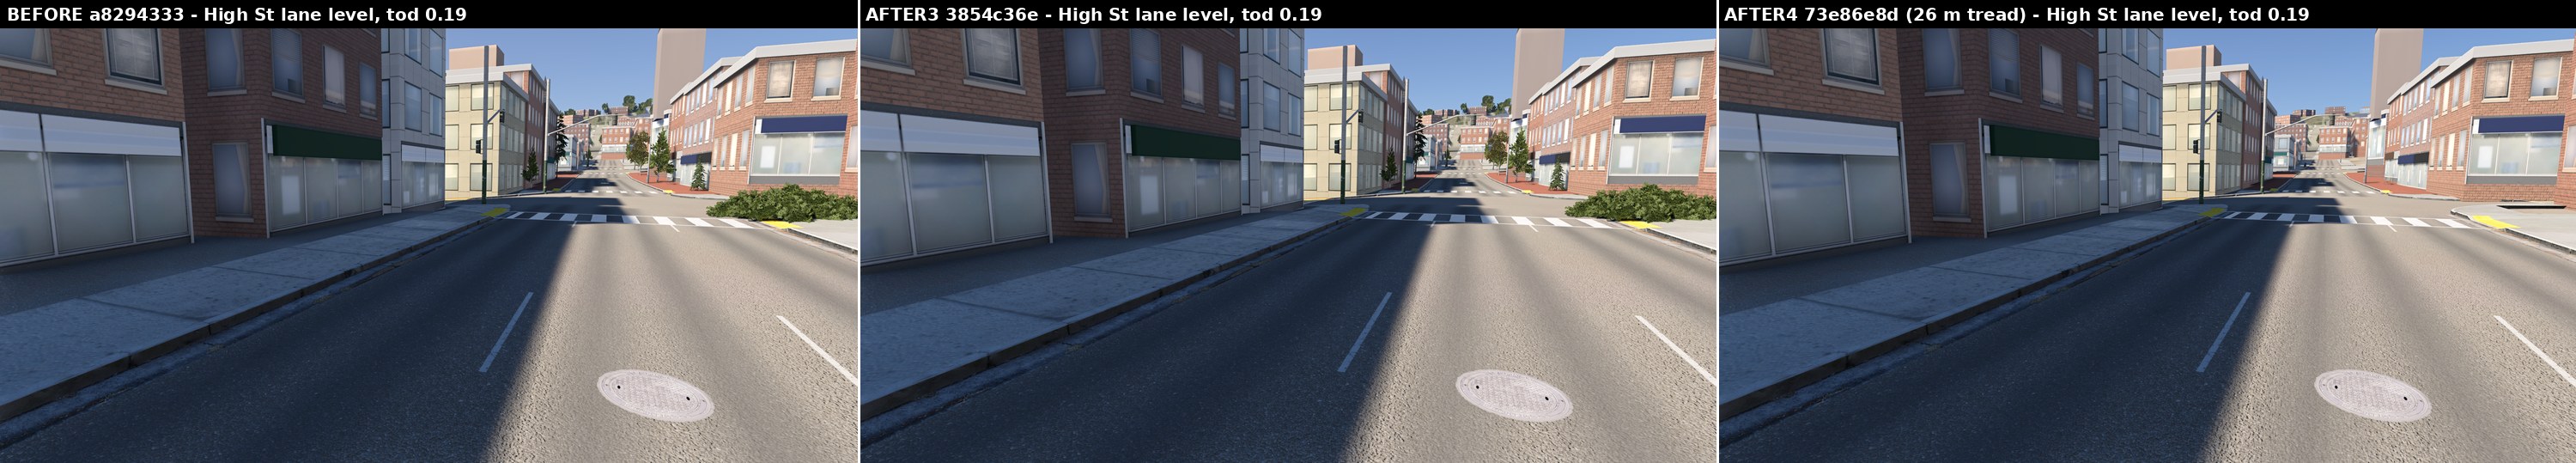 BEFORE a8294333 - High St lane level, tod 0.19
AFTER3 3854c36e - High St lane level, tod 0.19
AFTER4 73e86e8d (26 m tread) - High St lane level, tod 0.19